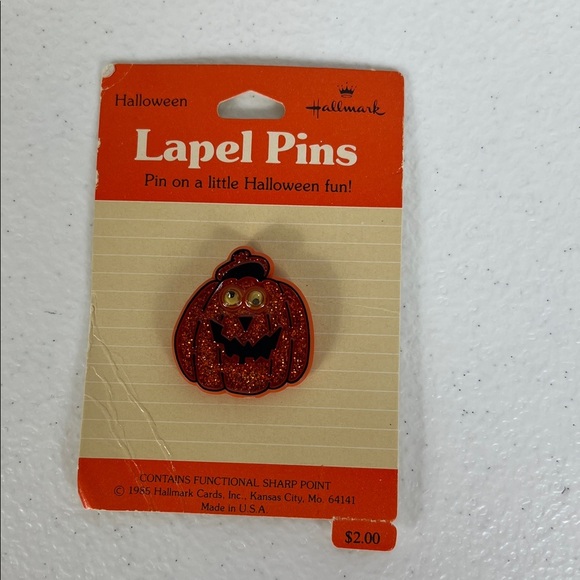 Halloween
Hallmark
Lapel Pins
Pin on a little Halloween fun!
CONTAINS FUNCTIONAL SHARP POINT
© 1985 Hallmark Cards, Inc., Kansas City, Mo. 64141
Made in U.S.A.
$2.00